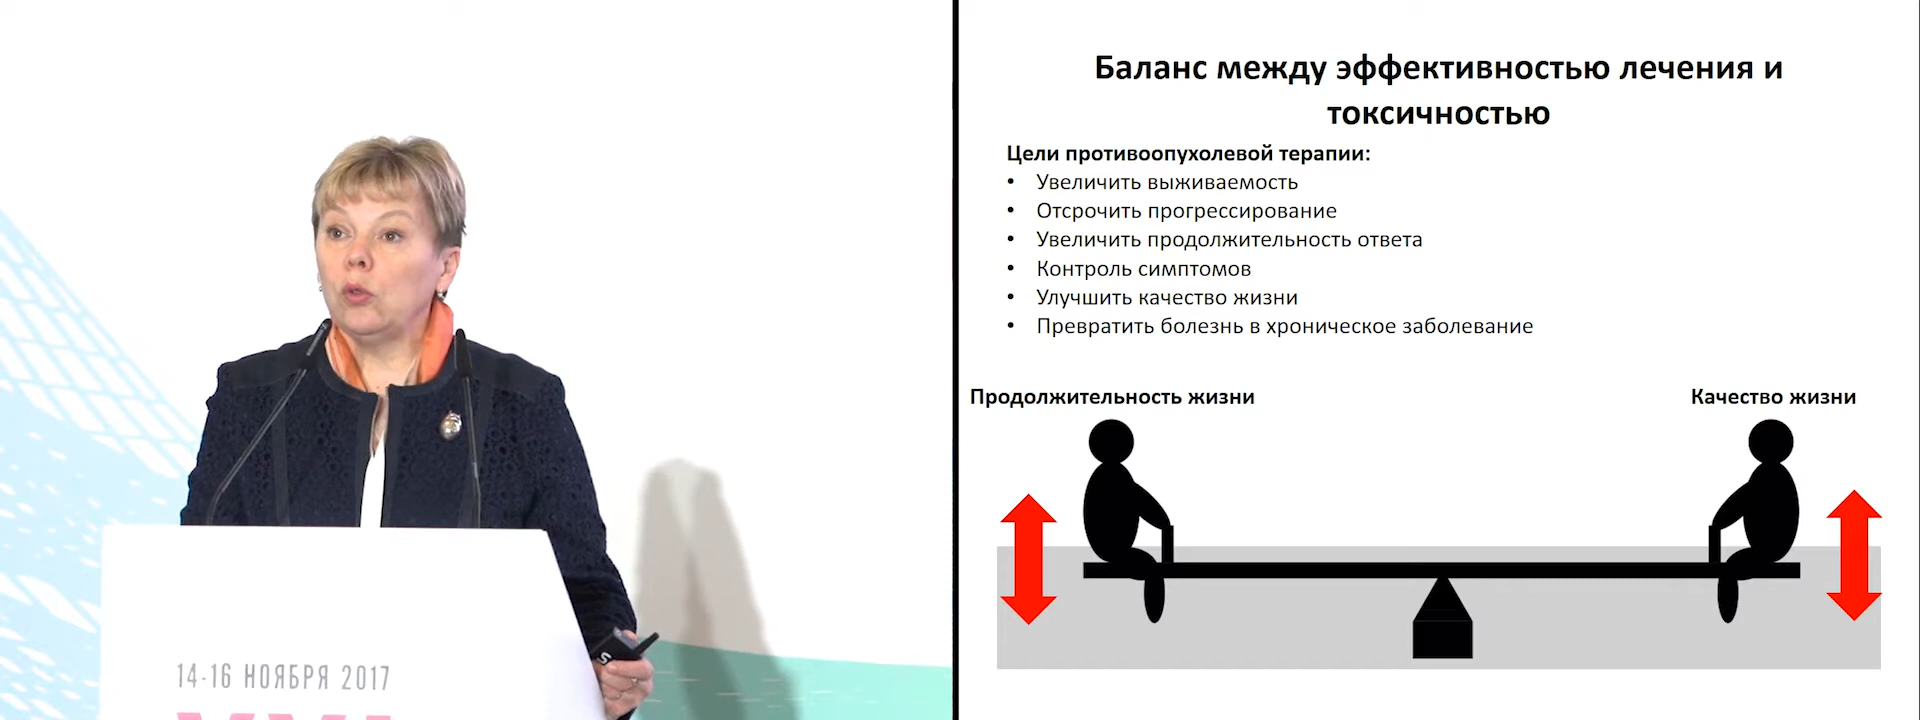 14-16 НОЯБРЯ 2017
Баланс между эффективностью лечения и
токсичностью
Цели противоопухолевой терапии:
• Увеличить выживаемость
• Отсрочить прогрессирование
• Увеличить продолжительность ответа
• Контроль симптомов
• Улучшить качество жизни
• Превратить болезнь в хроническое заболевание
Продолжительность жизни
Качество жизни